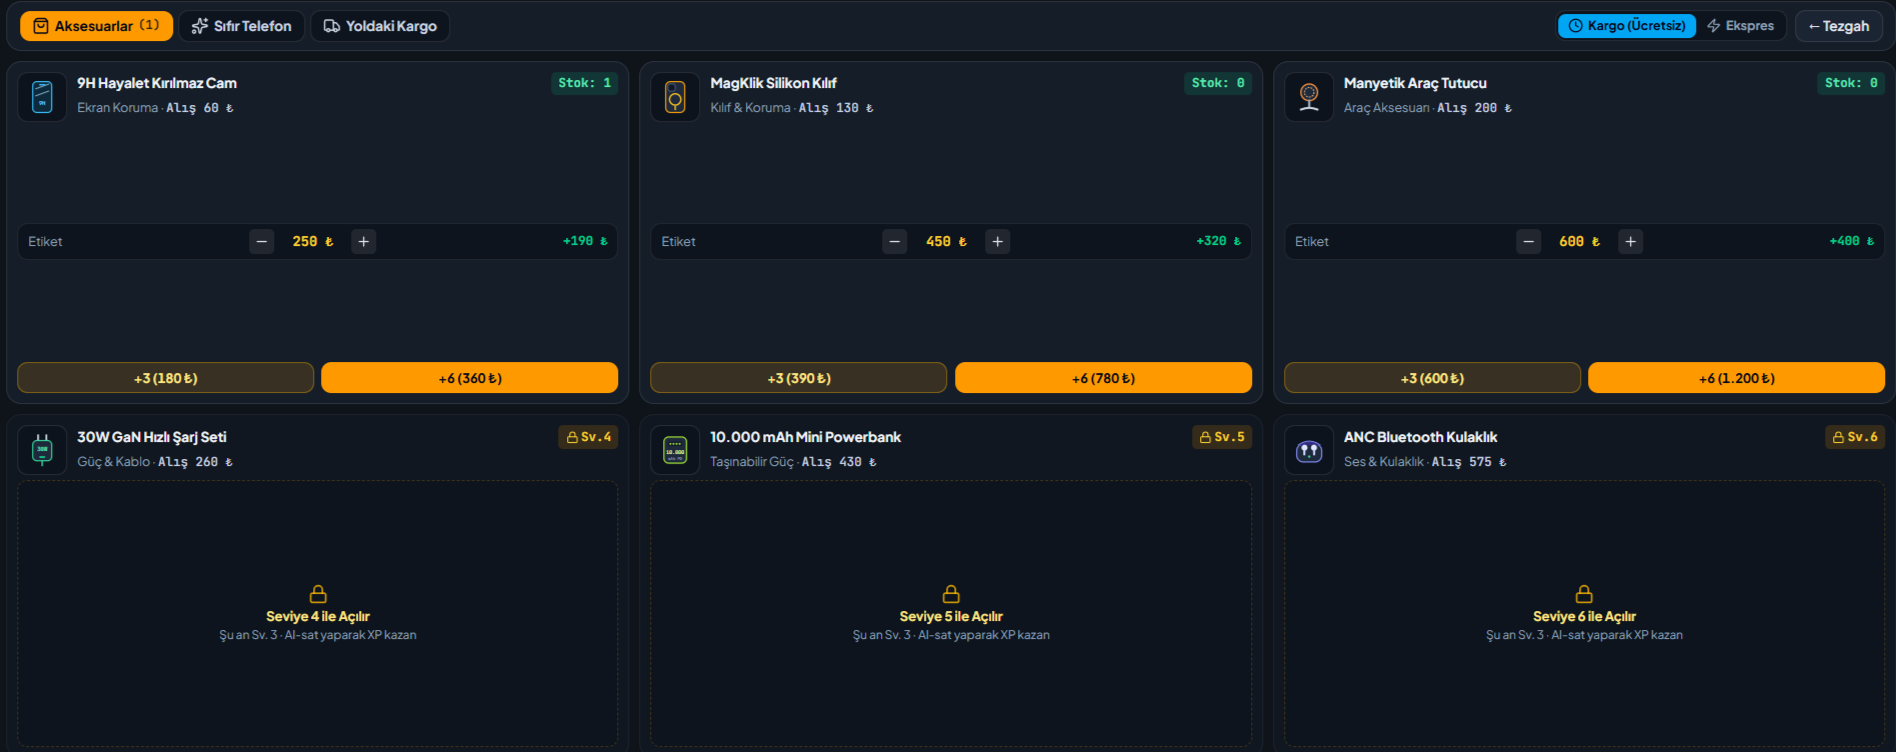 Aksesuarlar (1) Sıfır Telefon Yoldaki Kargo Kargo (Ücretsiz) Ekspres ← Tezgah
9H Hayalet Kırılmaz Cam Stok: 1
Ekran Koruma · Alış 60 ₺
Etiket − 250 ₺ + +190 ₺
+3 (180 ₺) +6 (360 ₺)
MagKlik Silikon Kılıf Stok: 0
Kılıf & Koruma · Alış 130 ₺
Etiket − 450 ₺ + +320 ₺
+3 (390 ₺) +6 (780 ₺)
Manyetik Araç Tutucu Stok: 0
Araç Aksesuarı · Alış 200 ₺
Etiket − 600 ₺ + +400 ₺
+3 (600 ₺) +6 (1.200 ₺)
30W GaN Hızlı Şarj Seti Sv.4
Güç & Kablo · Alış 260 ₺
Seviye 4 ile Açılır
Şu an Sv. 3 · Al-sat yaparak XP kazan
10.000 mAh Mini Powerbank Sv.5
Taşınabilir Güç · Alış 430 ₺
Seviye 5 ile Açılır
Şu an Sv. 3 · Al-sat yaparak XP kazan
ANC Bluetooth Kulaklık Sv.6
Ses & Kulaklık · Alış 575 ₺
Seviye 6 ile Açılır
Şu an Sv. 3 · Al-sat yaparak XP kazan